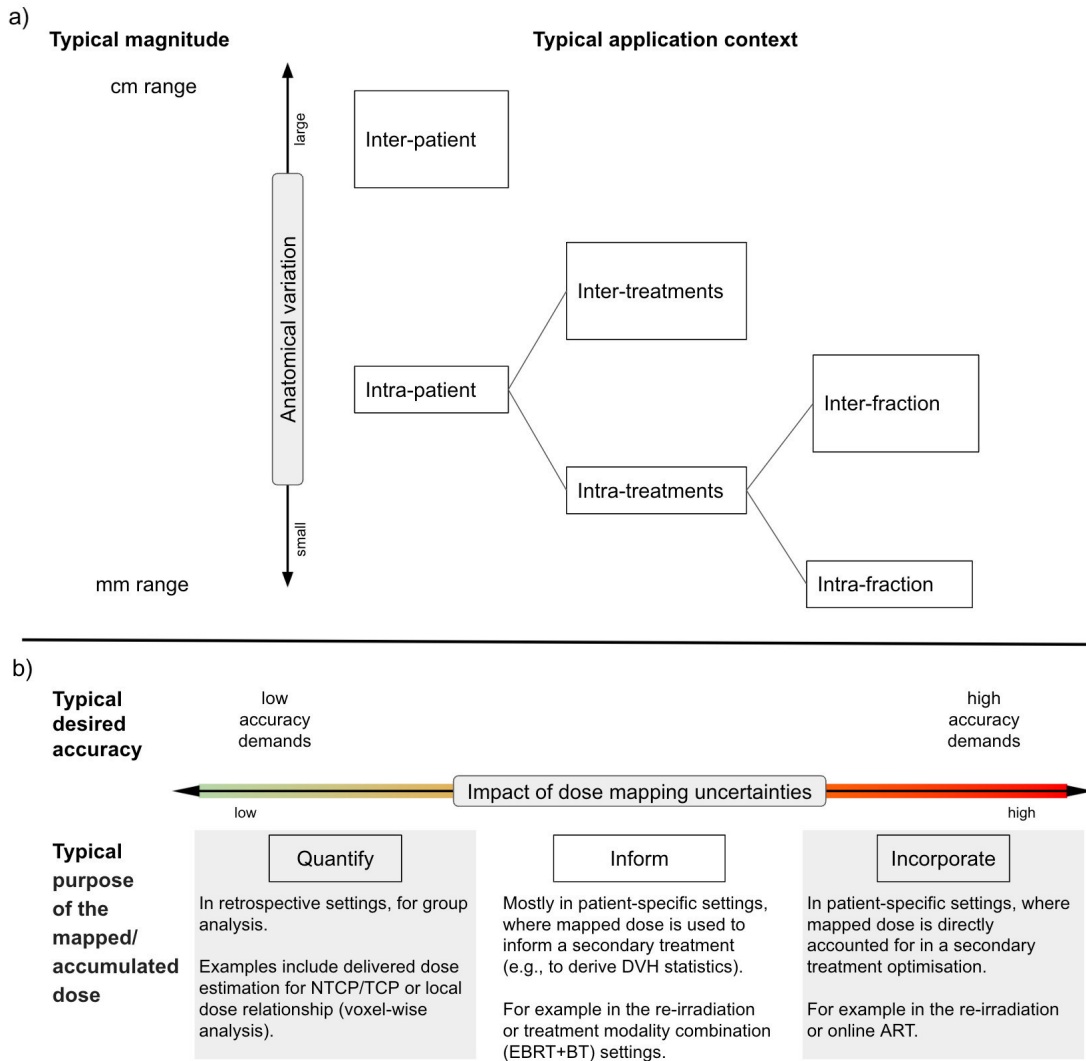 a)
Typical magnitude
Typical application context
cm range
large
Inter-patient
Anatomical variation
Inter-treatments
Intra-patient
Inter-fraction
Intra-treatments
small
mm range
Intra-fraction
b)
Typical
desired
accuracy
low
accuracy
demands
high
accuracy
demands
Impact of dose mapping uncertainties
low
high
Typical
purpose
of the
mapped/
accumulated
dose
Quantify
In retrospective settings, for group
analysis.
Examples include delivered dose
estimation for NTCP/TCP or local
dose relationship (voxel-wise
analysis).
Inform
Mostly in patient-specific settings,
where mapped dose is used to
inform a secondary treatment
(e.g., to derive DVH statistics).
For example in the re-irradiation
or treatment modality combination
(EBRT+BT) settings.
Incorporate
In patient-specific settings, where
mapped dose is directly
accounted for in a secondary
treatment optimisation.
For example in the re-irradiation
or online ART.